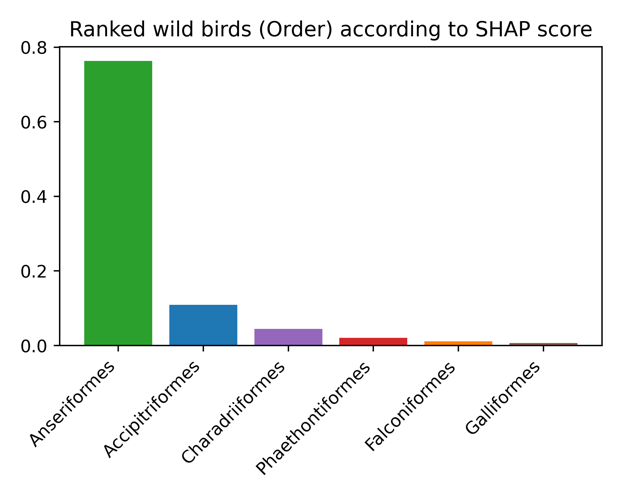 Ranked wild birds (Order) according to SHAP score
0.8
0.6
0.4
0.2
0.0
Anseriformes
Accipitriformes
Charadriiformes
Phaethontiformes
Falconiformes
Galliformes